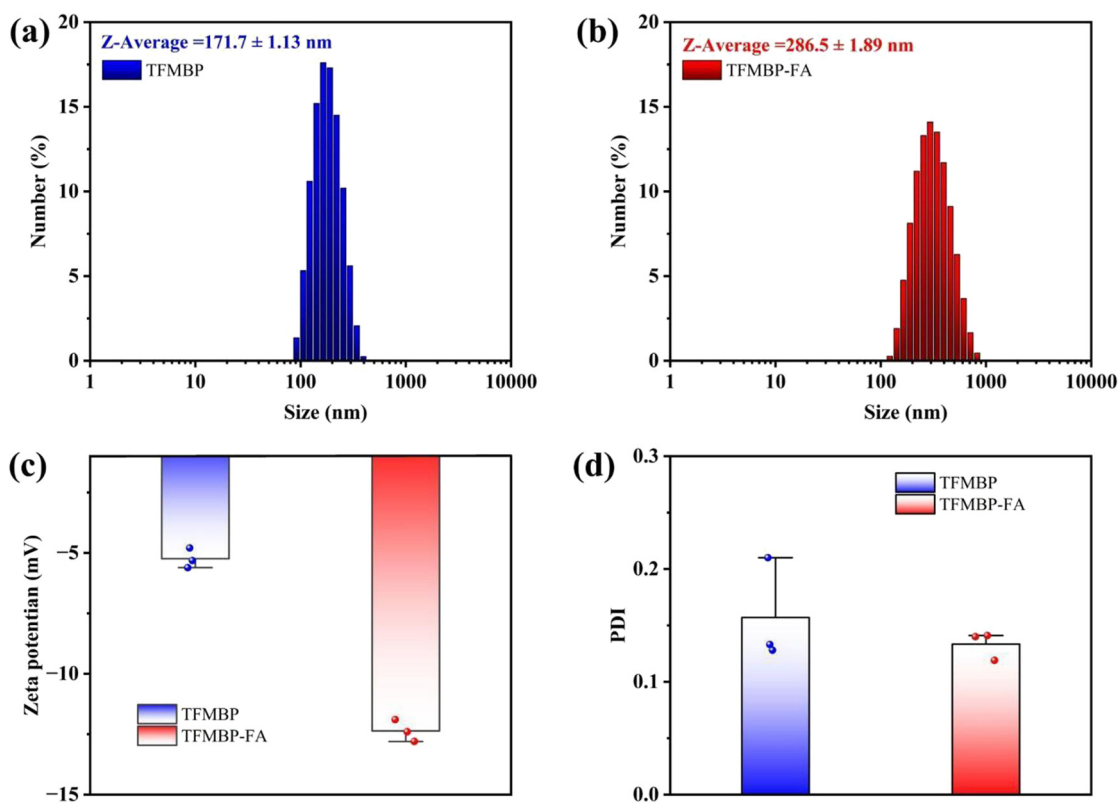 (a)
Z-Average =171.7 ± 1.13 nm
TFMBP
Number (%)
20
15
10
5
0
1
10
100
1000
10000
Size (nm)
(b)
Z-Average =286.5 ± 1.89 nm
TFMBP-FA
Number (%)
20
15
10
5
0
1
10
100
1000
10000
Size (nm)
(c)
Zeta potentian (mV)
−5
−10
−15
TFMBP
TFMBP-FA
(d)
PDI
0.3
0.2
0.1
0.0
TFMBP
TFMBP-FA